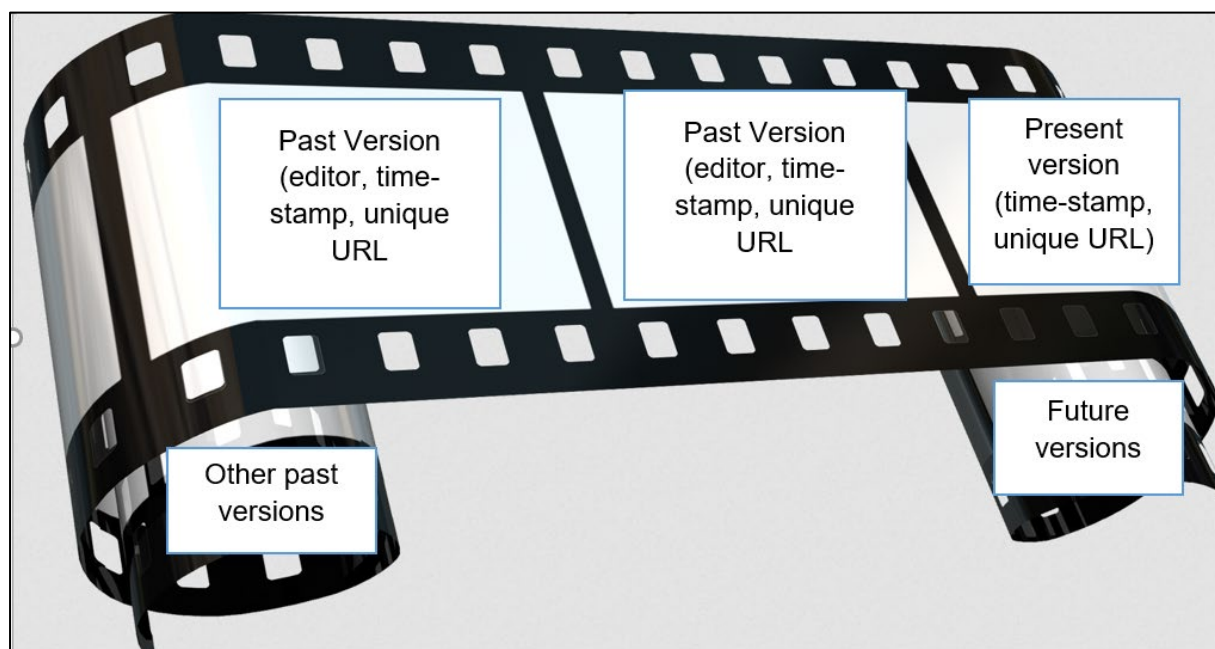 Past Version
(editor, time-
stamp, unique
URL
Past Version
(editor, time-
stamp, unique
URL
Present
version
(time-stamp,
unique URL)
Other past
versions
Future
versions